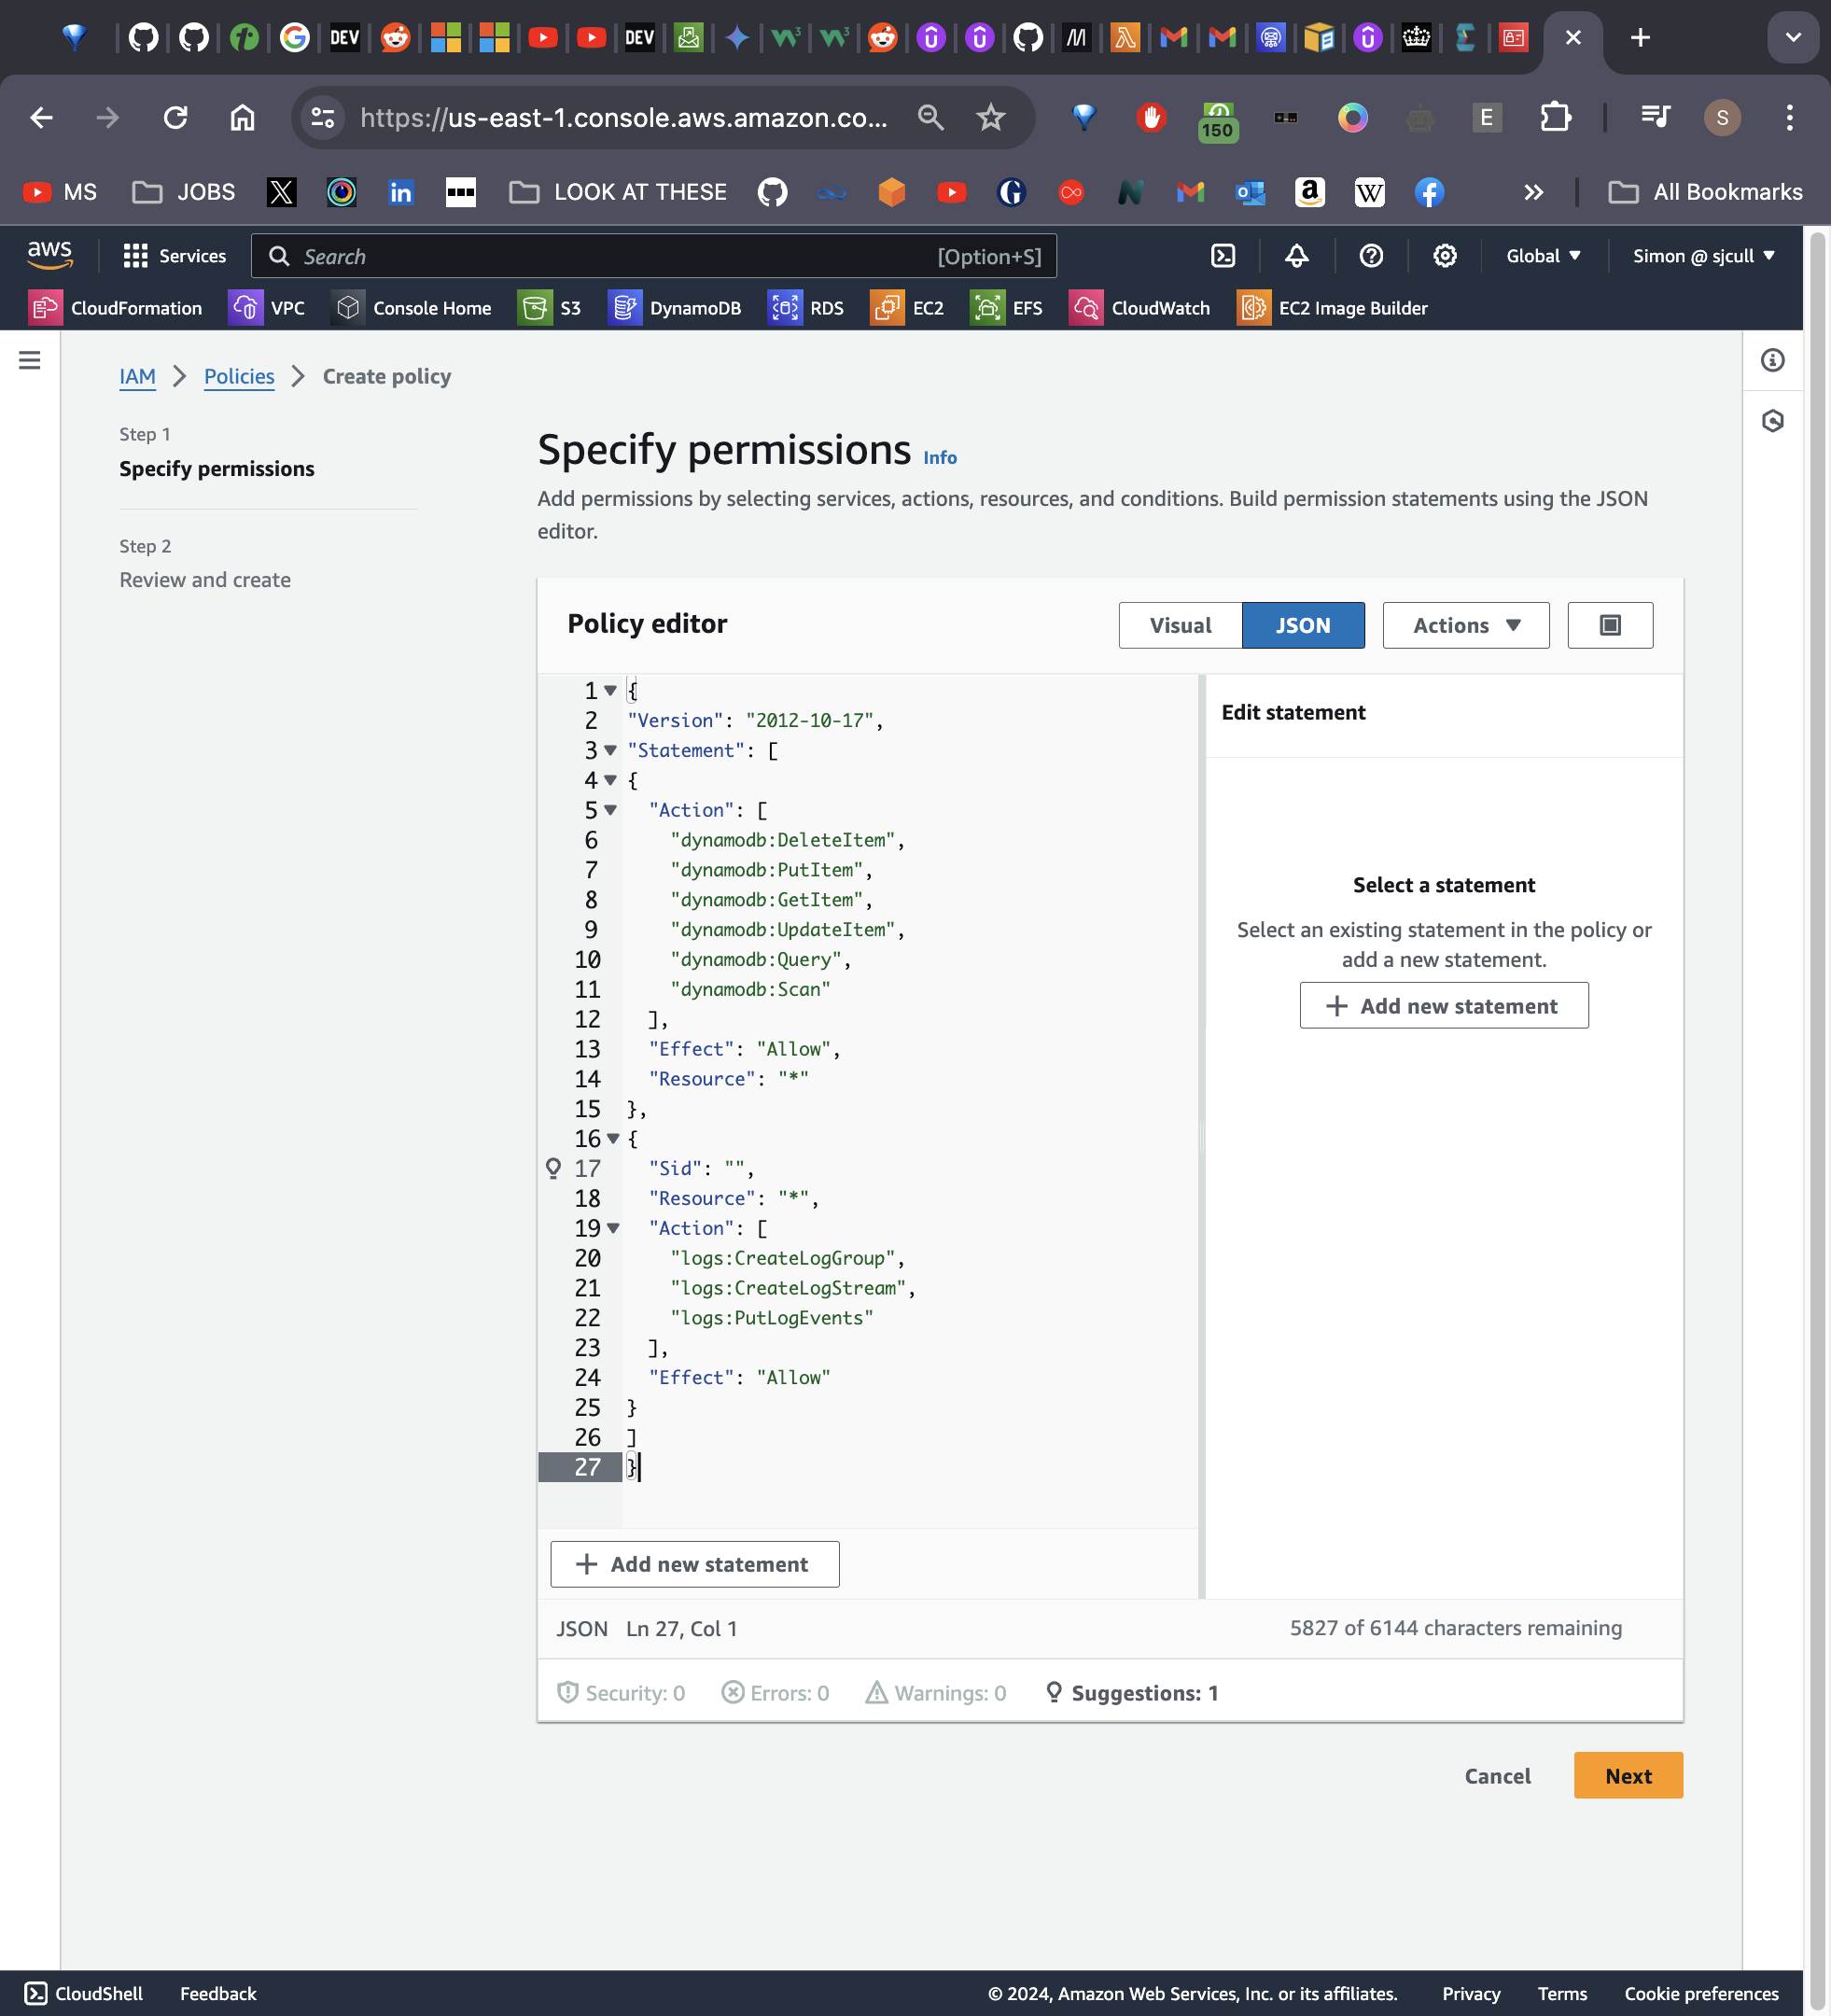 DEV
DEV
https://us-east-1.console.aws.amazon.co...
150
E
S
MS
JOBS
LOOK AT THESE
All Bookmarks
aws
Services
Search
[Option+S]
Global
Simon @ sjcull
CloudFormation
VPC
Console Home
S3
DynamoDB
RDS
EC2
EFS
CloudWatch
EC2 Image Builder
IAM
Policies
Create policy
Step 1
Specify permissions
Step 2
Review and create
Specify permissions Info
Add permissions by selecting services, actions, resources, and conditions. Build permission statements using the JSON
editor.
Policy editor
Visual
JSON
Actions
1 {
2 "Version": "2012-10-17",
3 "Statement": [
4 {
5 "Action": [
6 "dynamodb:DeleteItem",
7 "dynamodb:PutItem",
8 "dynamodb:GetItem",
9 "dynamodb:UpdateItem",
10 "dynamodb:Query",
11 "dynamodb:Scan"
12 ],
13 "Effect": "Allow",
14 "Resource": "*"
15 },
16 {
17 "Sid": "",
18 "Resource": "*",
19 "Action": [
20 "logs:CreateLogGroup",
21 "logs:CreateLogStream",
22 "logs:PutLogEvents"
23 ],
24 "Effect": "Allow"
25 }
26 ]
27 }
Edit statement
Select a statement
Select an existing statement in the policy or
add a new statement.
Add new statement
Add new statement
JSON Ln 27, Col 1
5827 of 6144 characters remaining
Security: 0
Errors: 0
Warnings: 0
Suggestions: 1
Cancel
Next
CloudShell
Feedback
© 2024, Amazon Web Services, Inc. or its affiliates.
Privacy
Terms
Cookie preferences